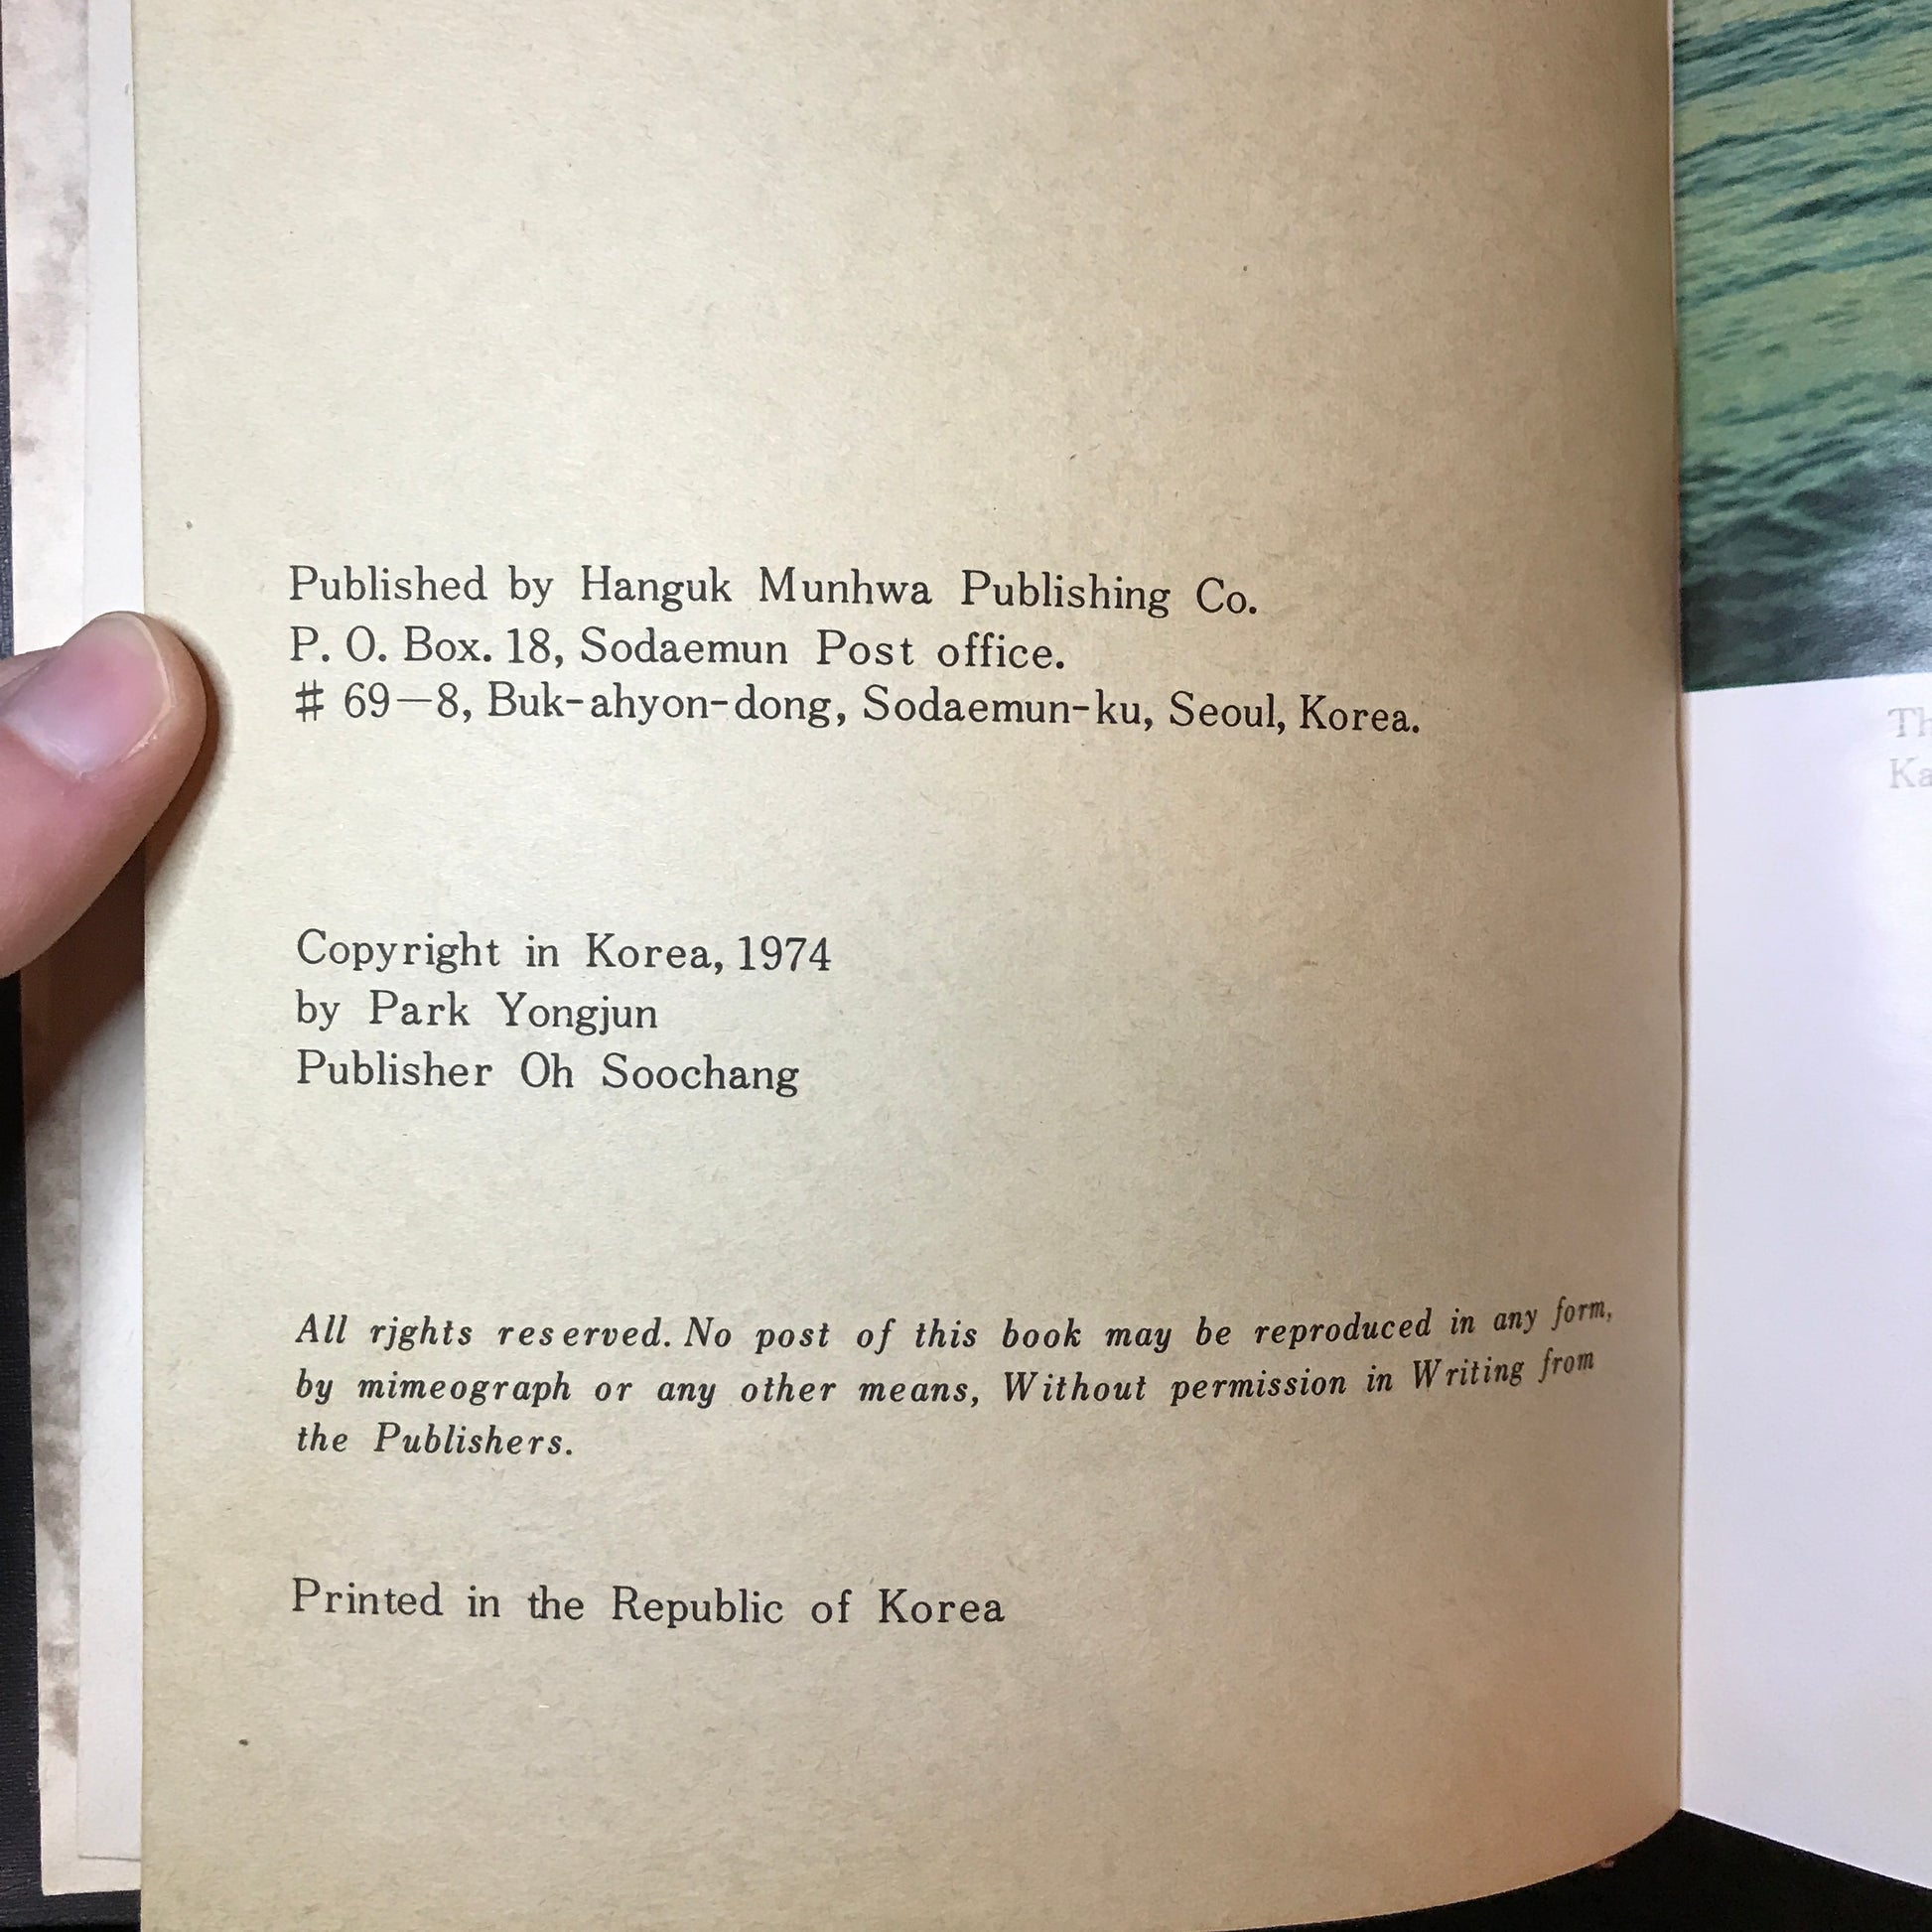 Published by Hanguk Munhwa Publishing Co.
P. O. Box. 18, Sodaemun Post office.
# 69—8, Buk-ahyon-dong, Sodaemun-ku, Seoul, Korea.
Copyright in Korea, 1974
by Park Yongjun
Publisher Oh Soochang
All rjghts reserved. No post of this book may be reproduced in any form,
by mimeograph or any other means, Without permission in Writing from
the Publishers.
Printed in the Republic of Korea